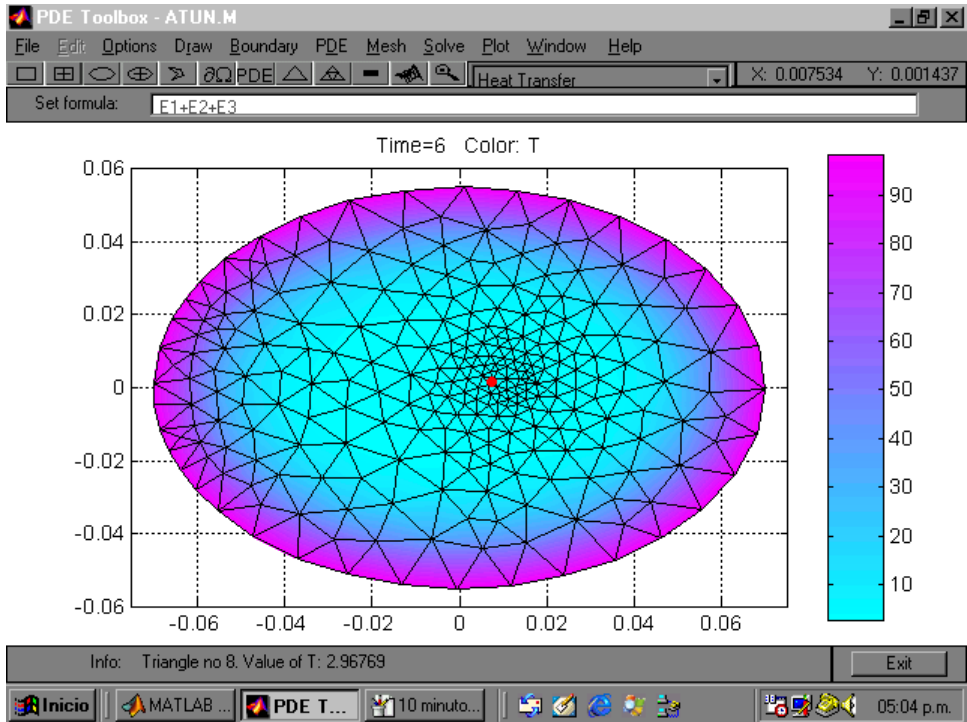 PDE Toolbox - ATUN.M
File Edit Options Draw Boundary PDE Mesh Solve Plot Window Help
∂Ω PDE Heat Transfer X: 0.007534 Y: 0.001437
Set formula: E1+E2+E3
Time=6 Color: T
0.06
0.04
0.02
0
-0.02
-0.04
-0.06
-0.06 -0.04 -0.02 0 0.02 0.04 0.06
90
80
70
60
50
40
30
20
10
Info: Triangle no 8. Value of T: 2.96769 Exit
Inicio MATLAB ... PDE T... 10 minuto... 05:04 p.m.